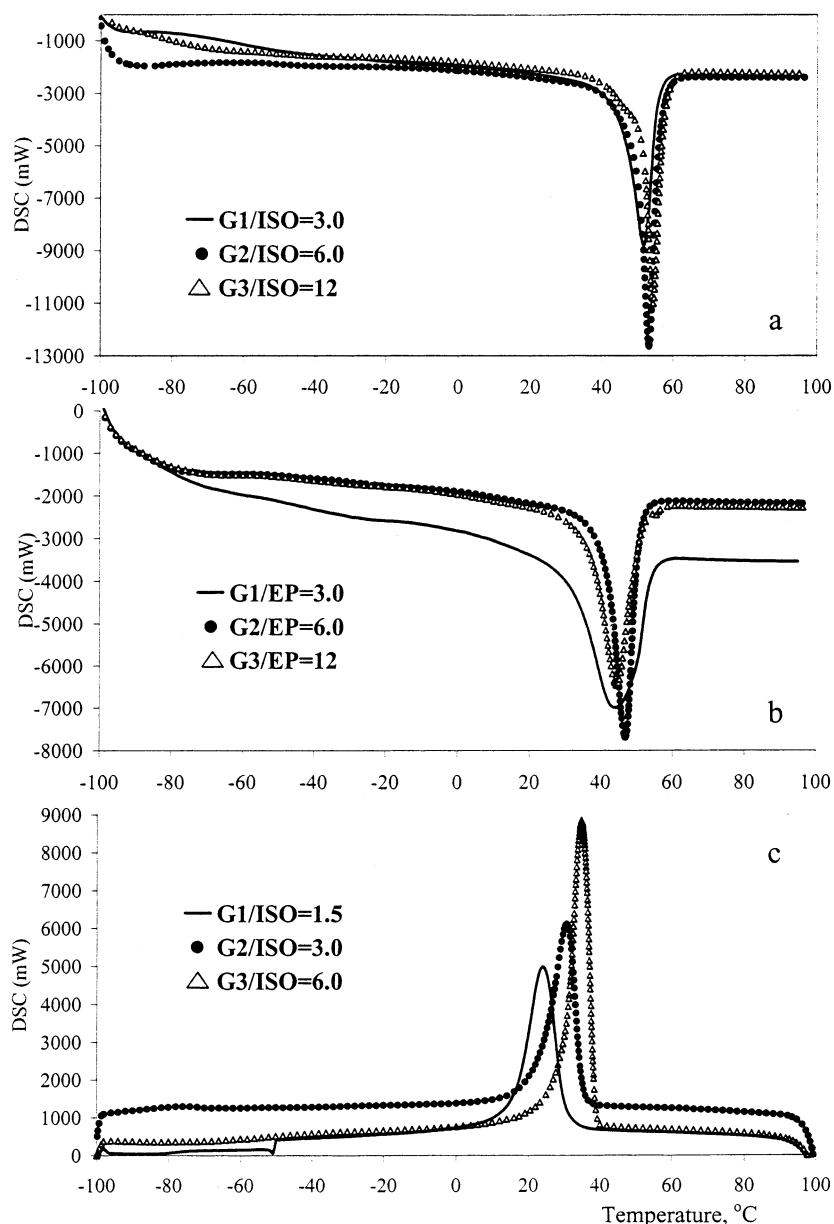 -1000
-3000
-5000
-7000
-9000
-11000
-13000
DSC (mW)
G1/ISO=3.0
G2/ISO=6.0
G3/ISO=12
a
-100 -80 -60 -40 -20 0 20 40 60 80 100
0
-1000
-2000
-3000
-4000
-5000
-6000
-7000
-8000
DSC (mW)
G1/EP=3.0
G2/EP=6.0
G3/EP=12
b
-100 -80 -60 -40 -20 0 20 40 60 80 100
9000
8000
7000
6000
5000
4000
3000
2000
1000
0
DSC (mW)
G1/ISO=1.5
G2/ISO=3.0
G3/ISO=6.0
c
-100 -80 -60 -40 -20 0 20 40 60 80 100
Temperature, °C